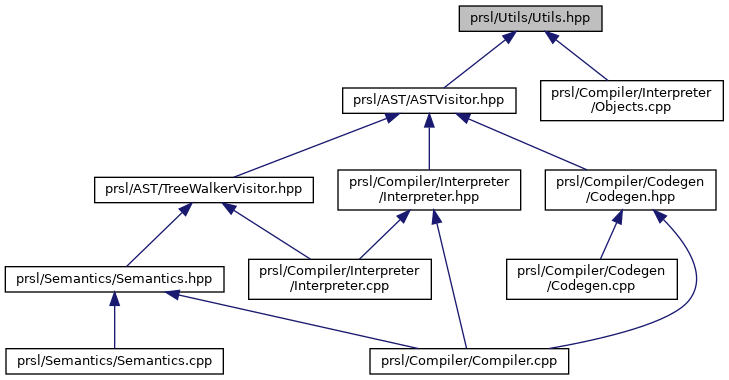 prsl/Utils/Utils.hpp
prsl/AST/ASTVisitor.hpp
prsl/Compiler/Interpreter
/Objects.cpp
prsl/AST/TreeWalkerVisitor.hpp
prsl/Compiler/Interpreter
/Interpreter.hpp
prsl/Compiler/Codegen
/Codegen.hpp
prsl/Semantics/Semantics.hpp
prsl/Compiler/Interpreter
/Interpreter.cpp
prsl/Compiler/Codegen
/Codegen.cpp
prsl/Semantics/Semantics.cpp
prsl/Compiler/Compiler.cpp